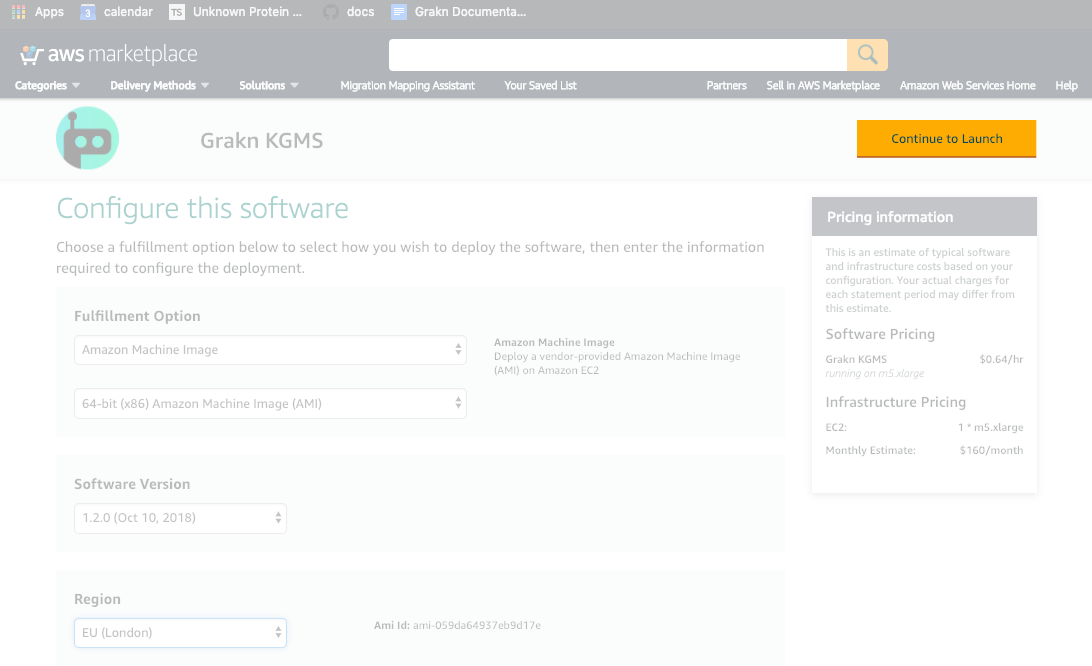 Apps 3 calendar TS Unknown Protein ... docs Grakn Documenta...
aws marketplace
Categories Delivery Methods Solutions Migration Mapping Assistant Your Saved List Partners Sell in AWS Marketplace Amazon Web Services Home Help
Grakn KGMS Continue to Launch
Configure this software
Choose a fulfillment option below to select how you wish to deploy the software, then enter the information
required to configure the deployment.
Fulfillment Option
Amazon Machine Image
64-bit (x86) Amazon Machine Image (AMI)
Amazon Machine Image
Deploy a vendor-provided Amazon Machine Image
(AMI) on Amazon EC2
Software Version
1.2.0 (Oct 10, 2018)
Region
EU (London)
Ami Id: ami-059da64937eb9d17e
Pricing information
This is an estimate of typical software
and infrastructure costs based on your
configuration. Your actual charges for
each statement period may differ from
this estimate.
Software Pricing
Grakn KGMS $0.64/hr
running on m5.xlarge
Infrastructure Pricing
EC2: 1 * m5.xlarge
Monthly Estimate: $160/month